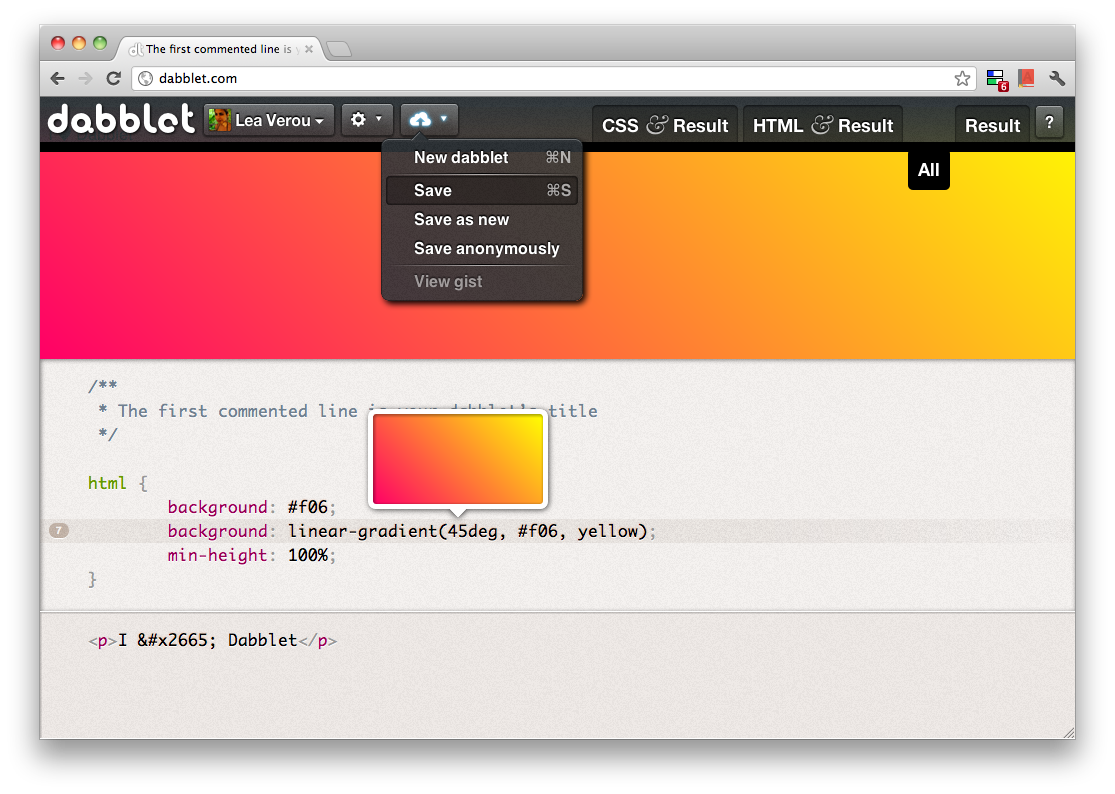 The first commented line is y
dabblet.com
6
dabblet
Lea Verou
CSS & Result
HTML & Result
Result
?
All
New dabblet ⌘N
Save ⌘S
Save as new
Save anonymously
View gist
/**
* The first commented line is your dabblet's title
*/
html {
background: #f06;
7
background: linear-gradient(45deg, #f06, yellow);
min-height: 100%;
}
<p>I &#x2665; Dabblet</p>